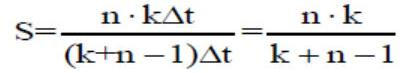 S= n · kΔt / (k+n − 1)Δt = n · k / k + n − 1